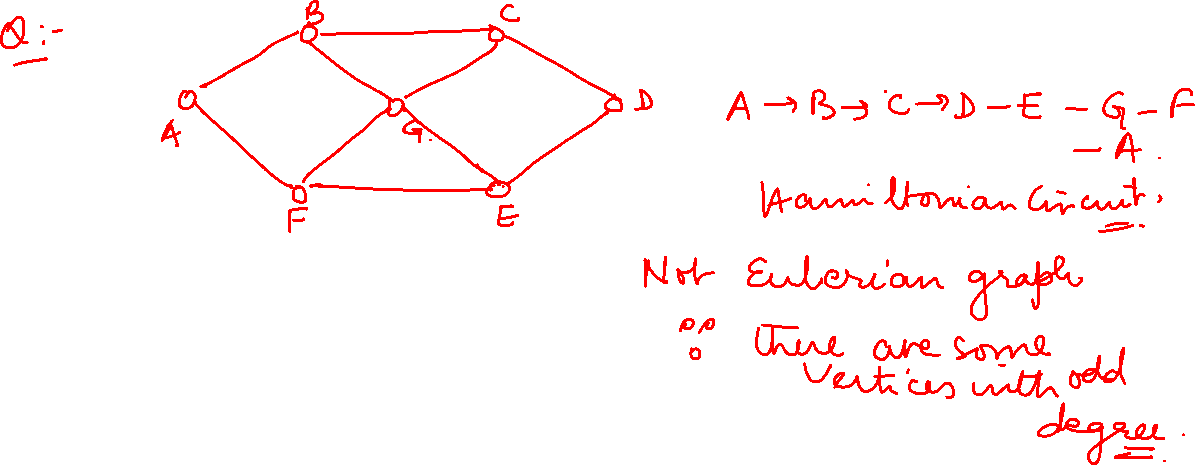 Q :-
B
C
A
G.
D
F
E
A → B → C → D – E – G – F
– A.
Hamiltonian Circuit.
Not Eulerian graph
∵ there are some
vertices with odd
degree.